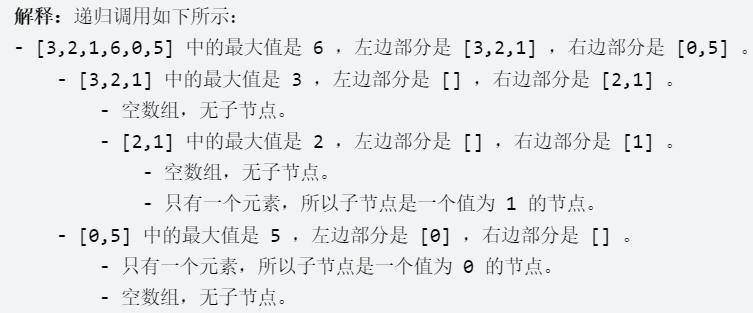 解释：递归调用如下所示：
- [3,2,1,6,0,5] 中的最大值是 6 ，左边部分是 [3,2,1] ，右边部分是 [0,5] 。
- [3,2,1] 中的最大值是 3 ，左边部分是 [] ，右边部分是 [2,1] 。
- 空数组，无子节点。
- [2,1] 中的最大值是 2 ，左边部分是 [] ，右边部分是 [1] 。
- 空数组，无子节点。
- 只有一个元素，所以子节点是一个值为 1 的节点。
- [0,5] 中的最大值是 5 ，左边部分是 [0] ，右边部分是 [] 。
- 只有一个元素，所以子节点是一个值为 0 的节点。
- 空数组，无子节点。